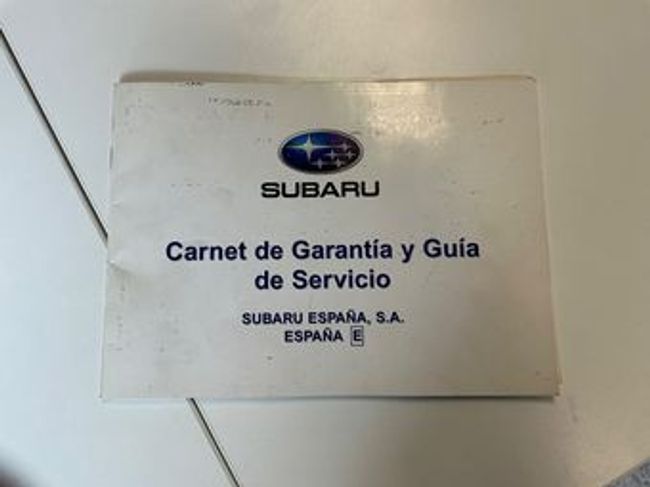 SUBARU
Carnet de Garantía y Guía
de Servicio
SUBARU ESPAÑA, S.A.
ESPAÑA E